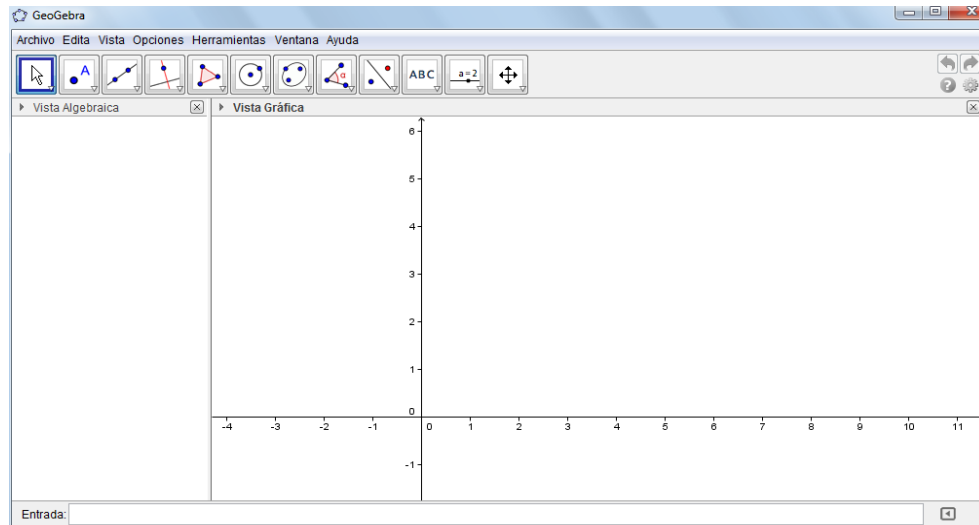 GeoGebra
Archivo Edita Vista Opciones Herramientas Ventana Ayuda
A α ABC a=2
Vista Algebraica Vista Gráfica
6
5
4
3
2
1
0
-4 -3 -2 -1 0 1 2 3 4 5 6 7 8 9 10 11
-1
Entrada: